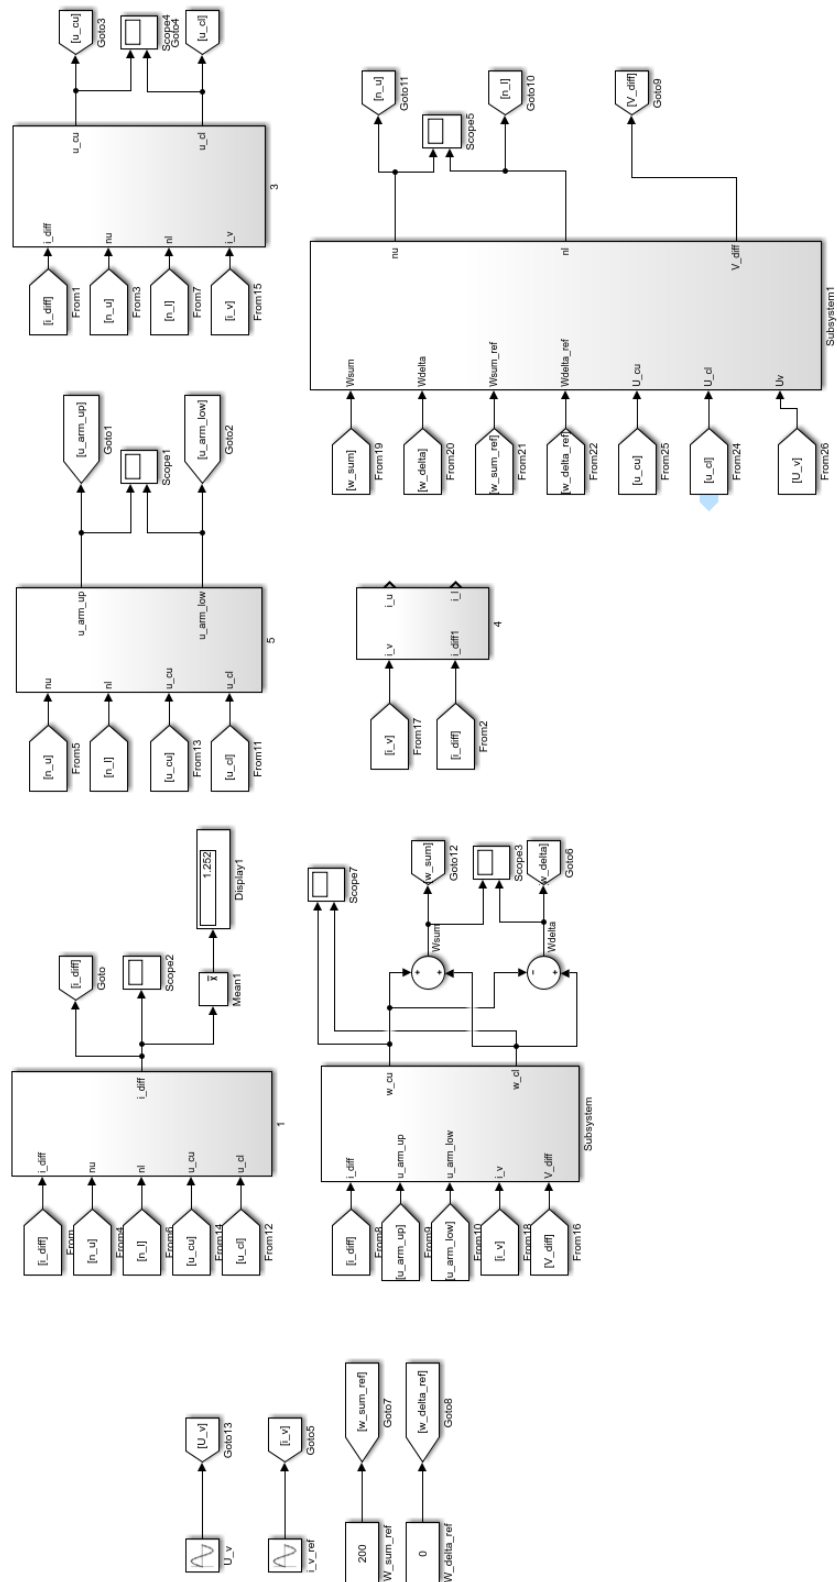 U_v
[U_v]
Goto13
i_v_ref
[i_v]
Goto5
200
W_sum_ref
[w_sum_ref]
Goto7
0
W_delta_ref
[w_delta_ref]
Goto8
[i_diff]
From
[n_u]
From4
[n_l]
From6
[u_cu]
From14
[u_cl]
From12
i_diff
nu
nl
u_cu
u_cl
i_diff
1
[i_diff]
Goto
Scope2
Mean1
1.252
Display1
[i_diff]
From8
[u_arm_up]
From9
[u_arm_low]
From10
[i_v]
From18
[V_diff]
From16
i_diff
u_arm_up
u_arm_low
i_v
V_diff
w_cu
w_cl
Subsystem
Scope7
+
+
Wsum
-
+
Wdelta
[w_sum]
Goto12
Scope3
[w_delta]
Goto6
[n_u]
From5
[n_l]
From7
[u_cu]
From13
[u_cl]
From11
nu
nl
u_cu
u_cl
u_arm_up
u_arm_low
5
[u_arm_up]
Goto1
Scope1
[u_arm_low]
Goto2
[i_v]
From17
[i_diff]
From2
i_v
i_diff1
i_u
i_l
4
[i_diff]
From1
[n_u]
From3
[n_l]
From7
[i_v]
From15
i_diff
nu
nl
i_v
u_cu
u_cl
3
[u_cu]
Goto3
Scope4
[u_cl]
Goto4
[w_sum]
From19
[w_delta]
From20
[w_sum_ref]
From21
[w_delta_ref]
From22
[u_cu]
From25
[u_cl]
From24
[U_v]
From26
Wsum
Wdelta
Wsum_ref
Wdelta_ref
U_cu
U_cl
Uv
nu
nl
V_diff
Subsystem1
[n_u]
Goto11
Scope5
[n_l]
Goto10
[V_diff]
Goto9